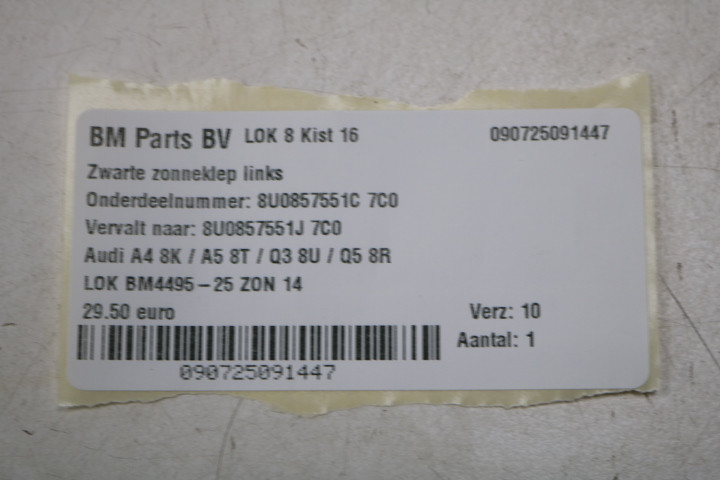 BM Parts BV LOK 8 Kist 16 090725091447
Zwarte zonneklep links
Onderdeelnummer: 8U0857551C 7C0
Vervalt naar: 8U0857551J 7C0
Audi A4 8K / A5 8T / Q3 8U / Q5 8R
LOK BM4495-25 ZON 14
29.50 euro Verz: 10
Aantal: 1
090725091447